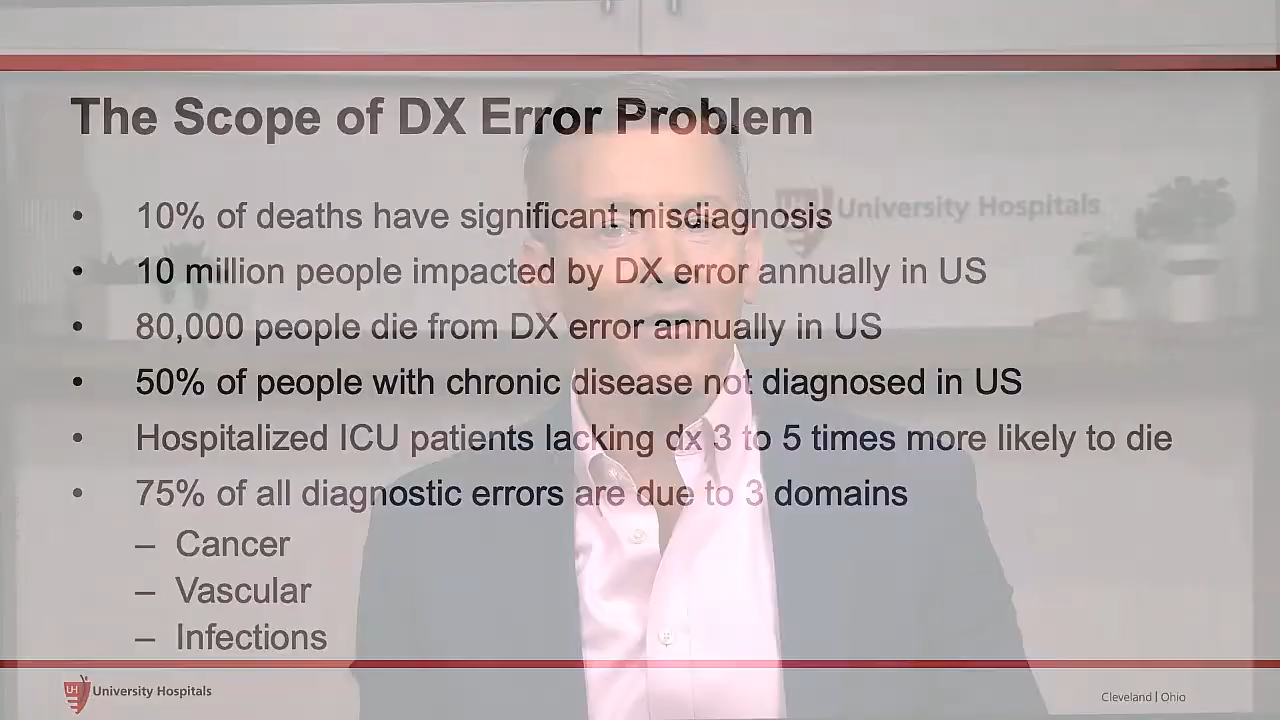 The Scope of DX Error Problem
University Hospitals
• 10% of deaths have significant misdiagnosis
• 10 million people impacted by DX error annually in US
• 80,000 people die from DX error annually in US
• 50% of people with chronic disease not diagnosed in US
• Hospitalized ICU patients lacking dx 3 to 5 times more likely to die
• 75% of all diagnostic errors are due to 3 domains
– Cancer
– Vascular
– Infections
UH University Hospitals
Cleveland | Ohio